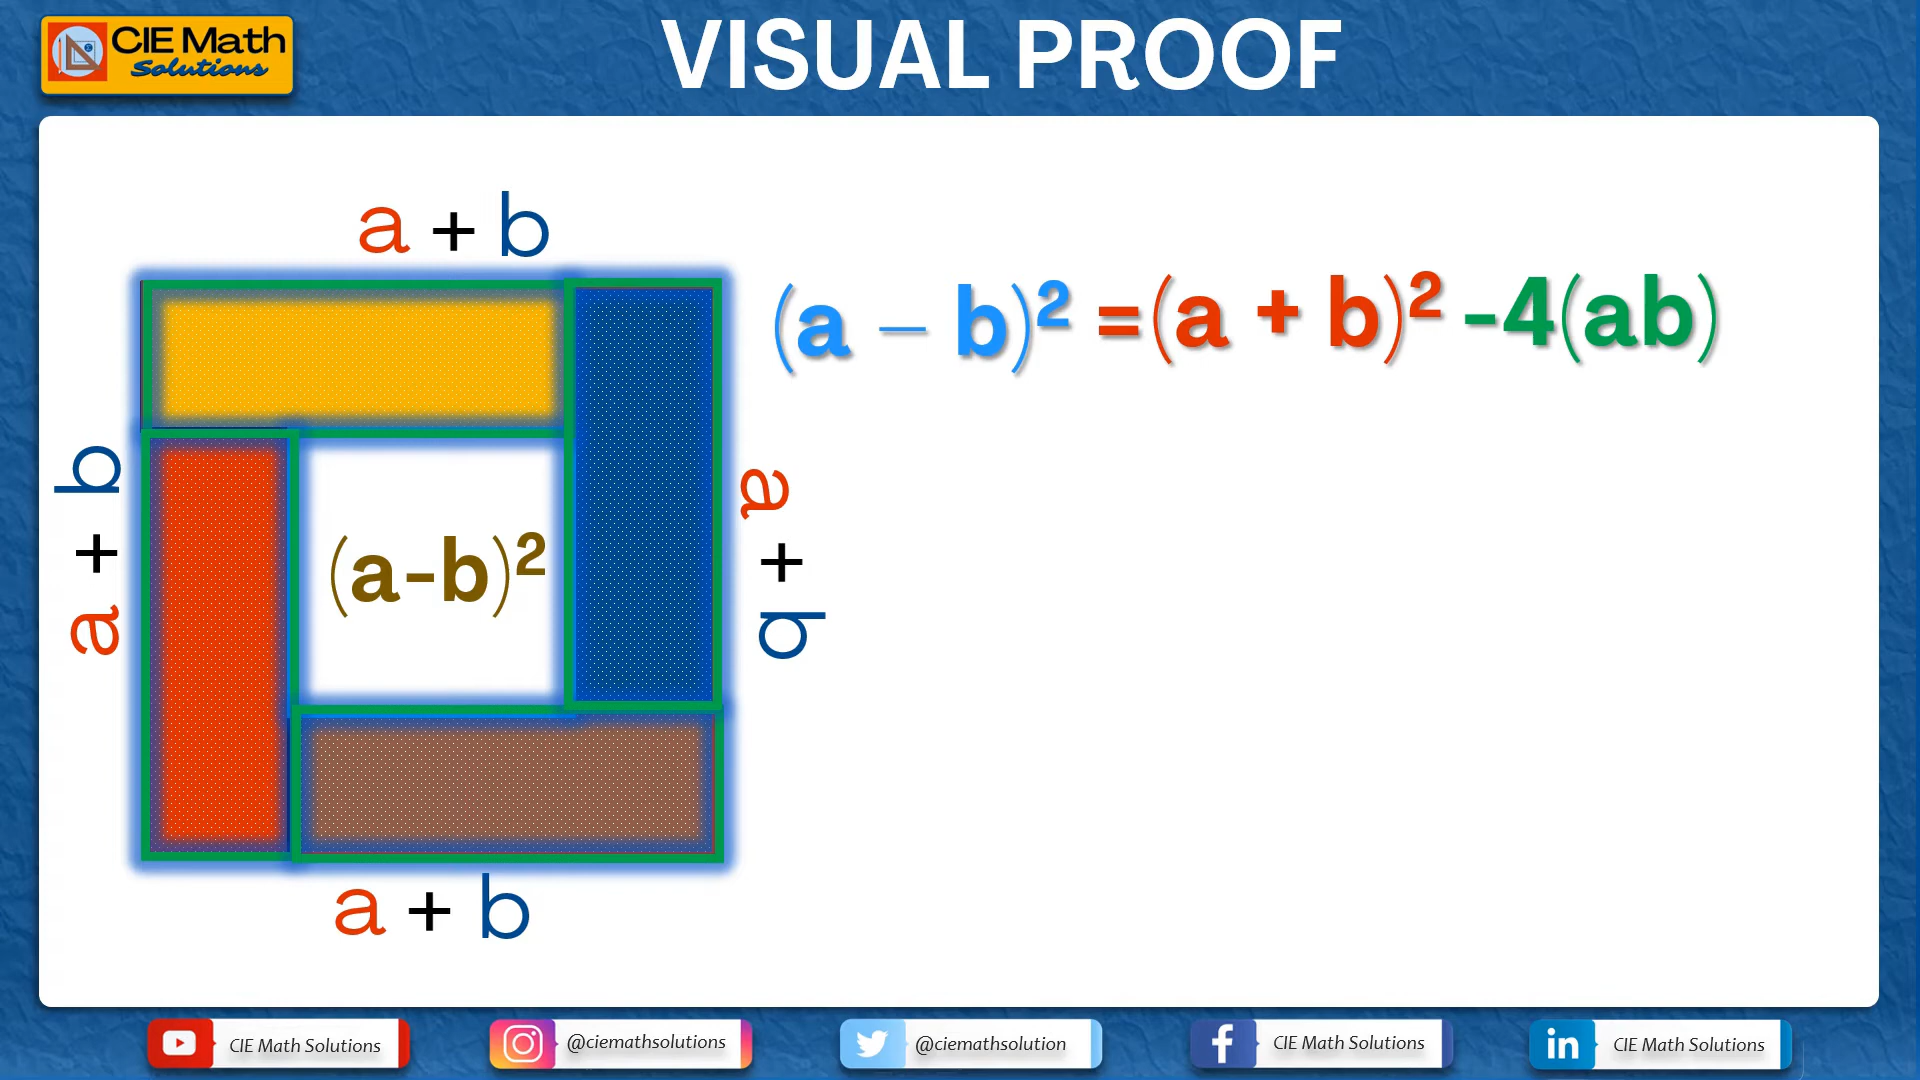 CIE Math
Solutions
VISUAL PROOF
a + b
(a – b)² =(a + b)² -4(ab)
a + b
(a-b)²
a + b
a + b
CIE Math Solutions
@ciemathsolutions
@ciemathsolution
CIE Math Solutions
in
CIE Math Solutions